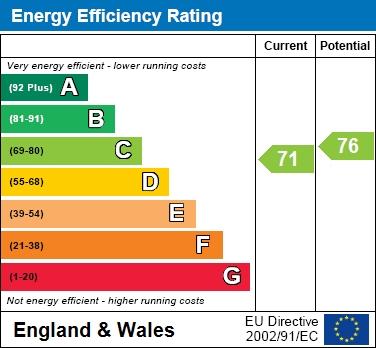 Energy Efficiency Rating
Current Potential
Very energy efficient - lower running costs
(92 Plus) A
(81-91) B
(69-80) C
(55-68) D
(39-54) E
(21-38) F
(1-20) G
71
76
Not energy efficient - higher running costs
England & Wales
EU Directive
2002/91/EC